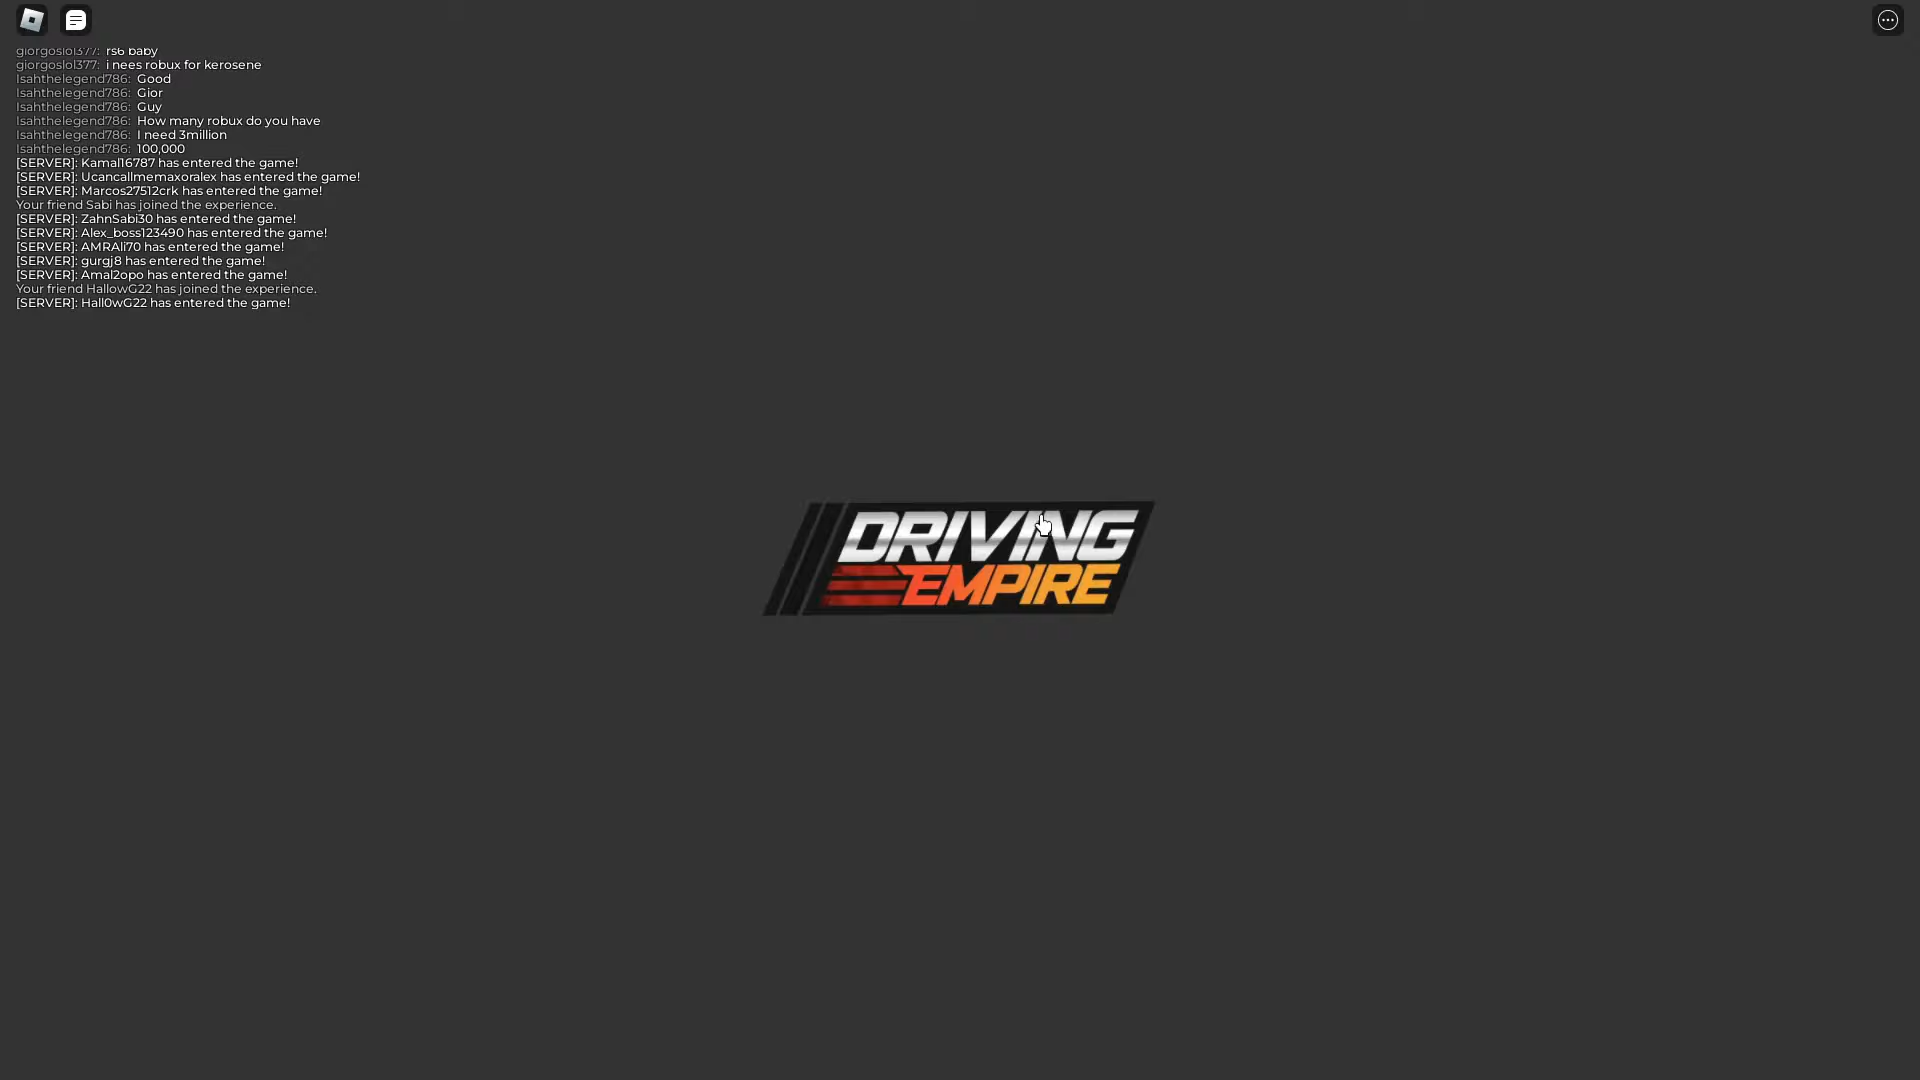 giorgoslol377: rs6 baby
giorgoslol377: i nees robux for kerosene
Isahthelegend786: Good
Isahthelegend786: Gior
Isahthelegend786: Guy
Isahthelegend786: How many robux do you have
Isahthelegend786: I need 3million
Isahthelegend786: 100,000
[SERVER]: Kamal16787 has entered the game!
[SERVER]: Ucancallmemaxoralex has entered the game!
[SERVER]: Marcos27512crk has entered the game!
Your friend Sabi has joined the experience.
[SERVER]: ZahnSabi30 has entered the game!
[SERVER]: Alex_boss123490 has entered the game!
[SERVER]: AMRAli70 has entered the game!
[SERVER]: gurgj8 has entered the game!
[SERVER]: Amal2opo has entered the game!
Your friend HallowG22 has joined the experience.
[SERVER]: Hall0wG22 has entered the game!
DRIVING
EMPIRE